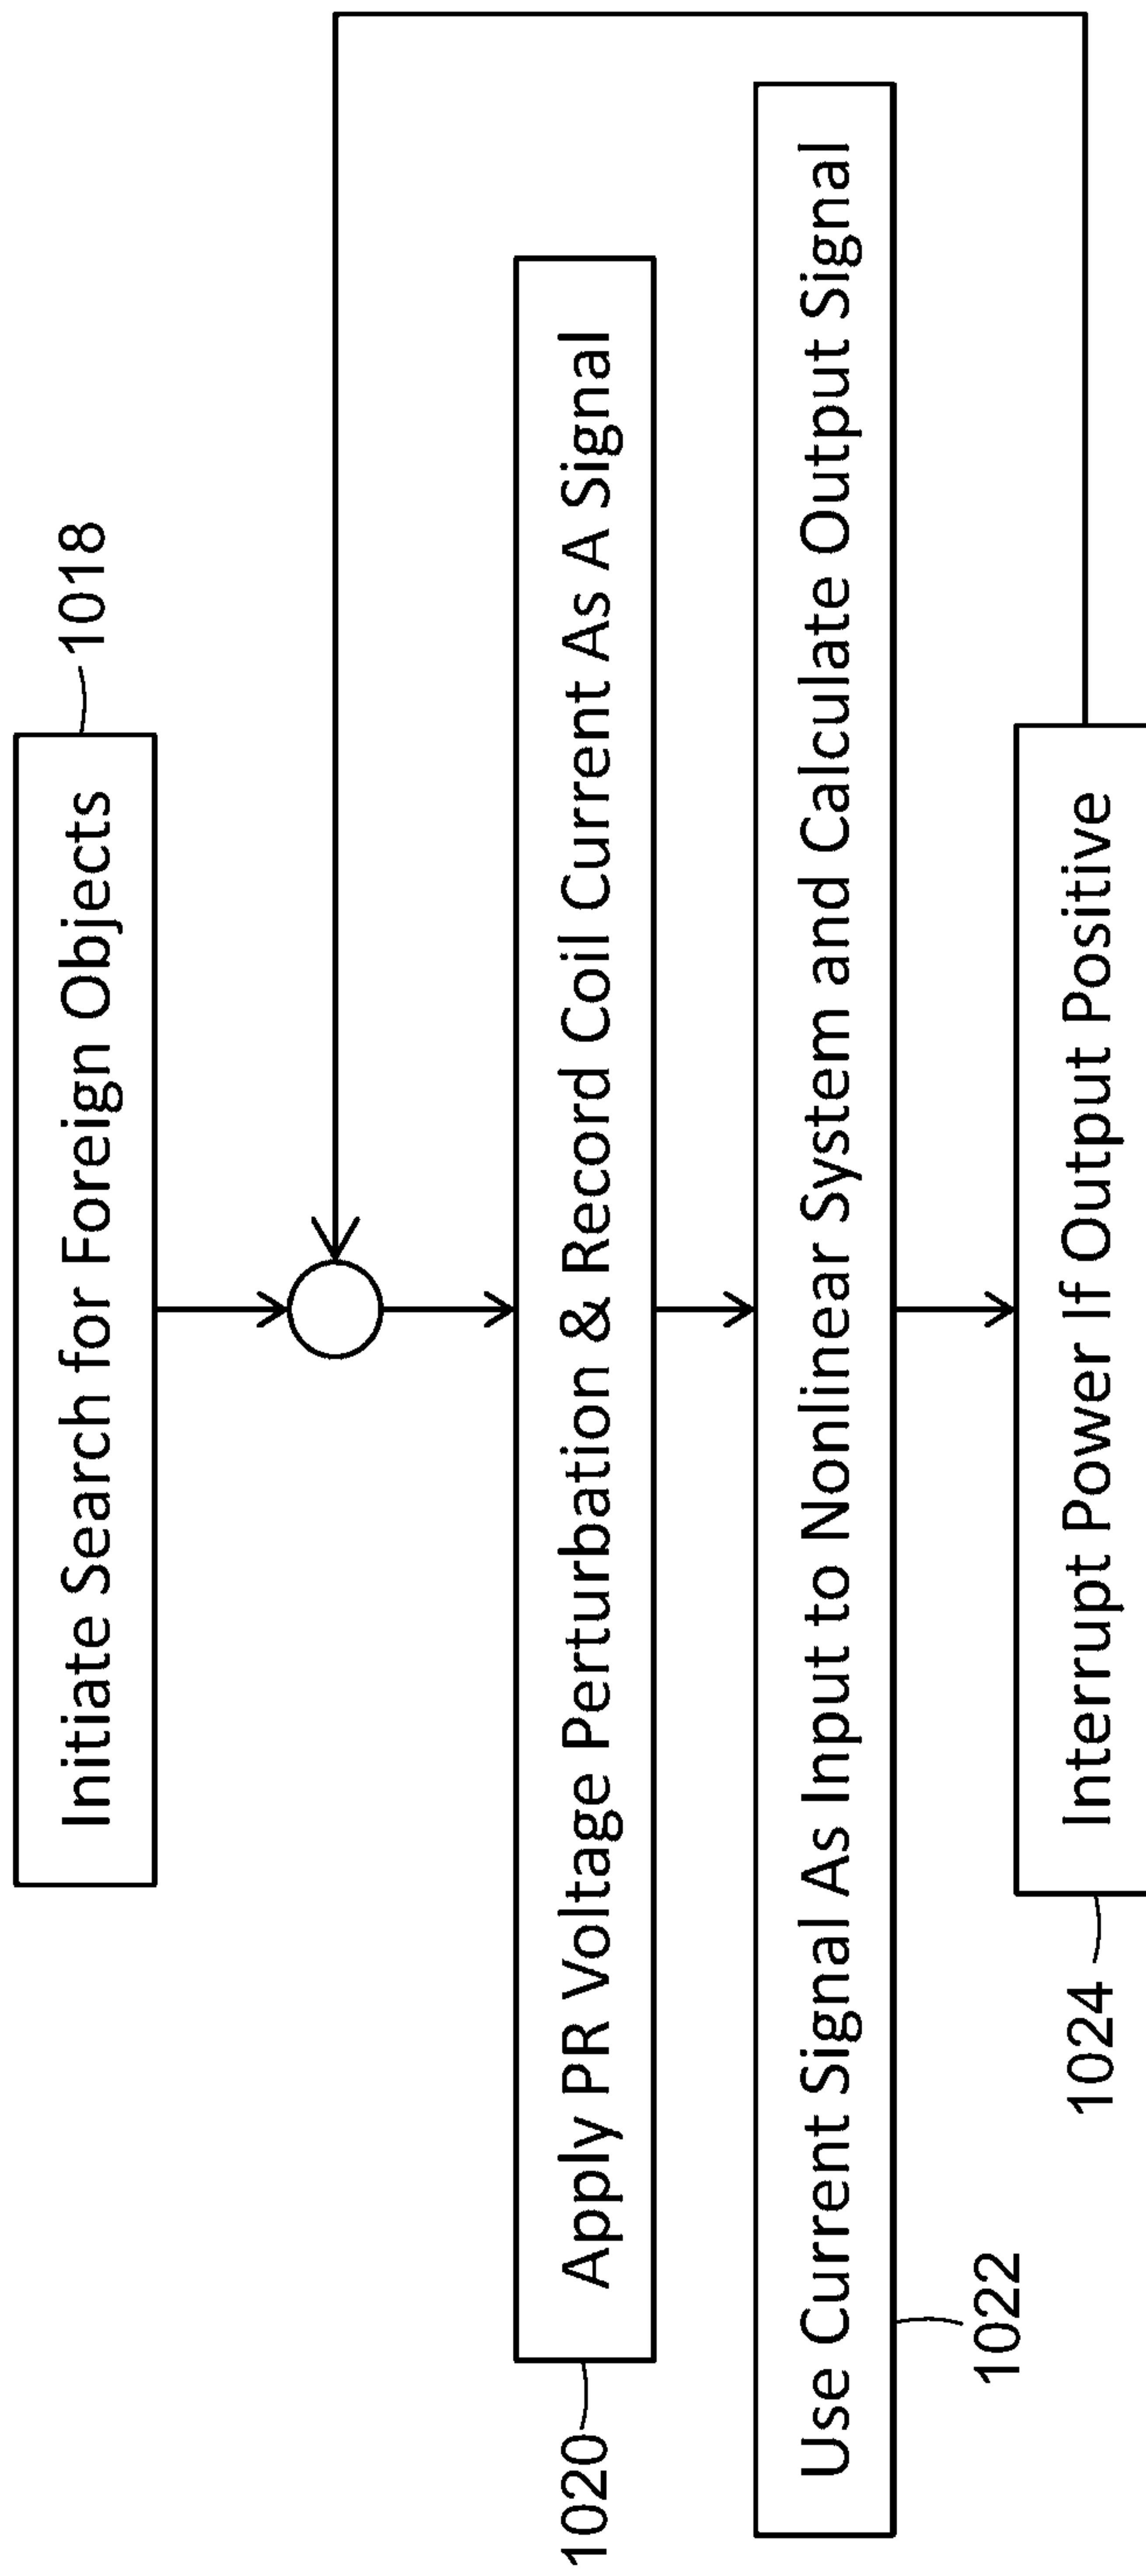 Initiate Search for Foreign Objects
1018
Apply PR Voltage Perturbation & Record Coil Current As A Signal
1020
Use Current Signal As Input to Nonlinear System and Calculate Output Signal
1022
Interrupt Power If Output Positive
1024